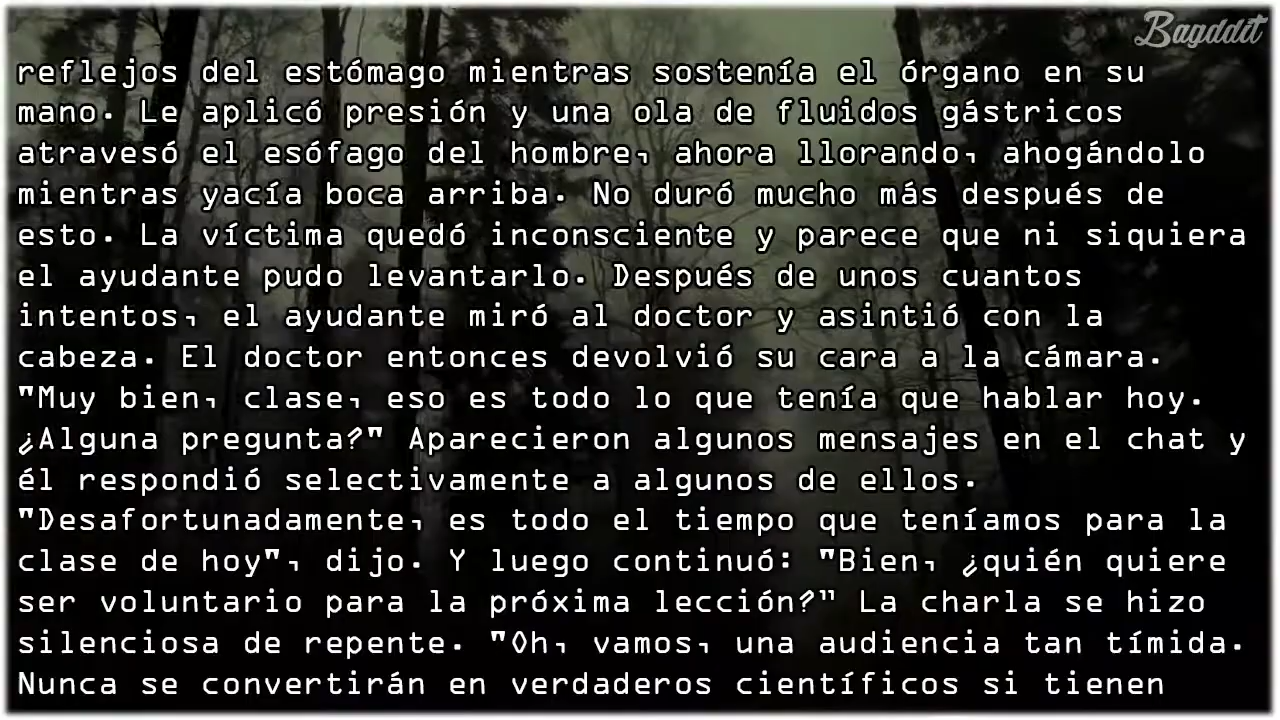 Bagddit
reflejos del estómago mientras sostenía el órgano en su
mano. Le aplicó presión y una ola de fluidos gástricos
atravesó el esófago del hombre, ahora llorando, ahogándolo
mientras yacía boca arriba. No duró mucho más después de
esto. La víctima quedó inconsciente y parece que ni siquiera
el ayudante pudo levantarlo. Después de unos cuantos
intentos, el ayudante miró al doctor y asintió con la
cabeza. El doctor entonces devolvió su cara a la cámara.
"Muy bien, clase, eso es todo lo que tenía que hablar hoy.
¿Alguna pregunta?" Aparecieron algunos mensajes en el chat y
él respondió selectivamente a algunos de ellos.
"Desafortunadamente, es todo el tiempo que teníamos para la
clase de hoy", dijo. Y luego continuó: "Bien, ¿quién quiere
ser voluntario para la próxima lección?" La charla se hizo
silenciosa de repente. "Oh, vamos, una audiencia tan tímida.
Nunca se convertirán en verdaderos científicos si tienen